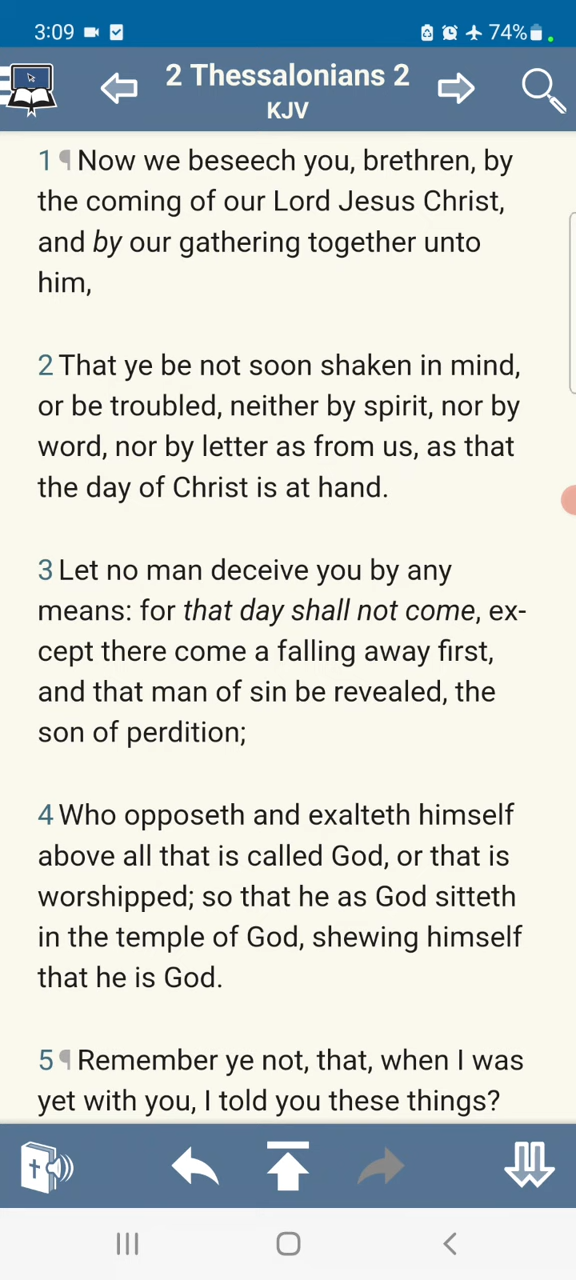 3:09
74%
2 Thessalonians 2
KJV
1 ¶ Now we beseech you, brethren, by
the coming of our Lord Jesus Christ,
and by our gathering together unto
him,
2 That ye be not soon shaken in mind,
or be troubled, neither by spirit, nor by
word, nor by letter as from us, as that
the day of Christ is at hand.
3 Let no man deceive you by any
means: for that day shall not come, ex-
cept there come a falling away first,
and that man of sin be revealed, the
son of perdition;
4 Who opposeth and exalteth himself
above all that is called God, or that is
worshipped; so that he as God sitteth
in the temple of God, shewing himself
that he is God.
5 ¶ Remember ye not, that, when I was
yet with you, I told you these things?